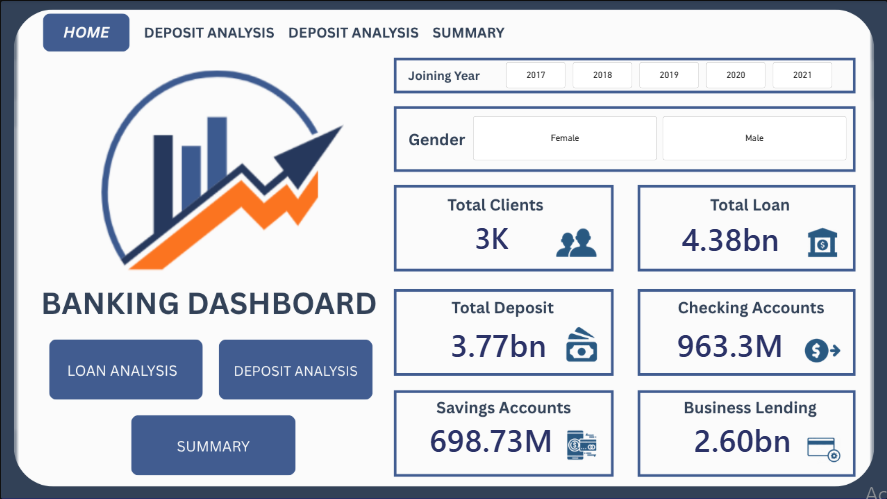 HOME DEPOSIT ANALYSIS DEPOSIT ANALYSIS SUMMARY
Joining Year 2017 2018 2019 2020 2021
Gender Female Male
Total Clients
3K
Total Loan
4.38bn
BANKING DASHBOARD
Total Deposit
3.77bn
Checking Accounts
963.3M
LOAN ANALYSIS DEPOSIT ANALYSIS
Savings Accounts
698.73M
Business Lending
2.60bn
SUMMARY